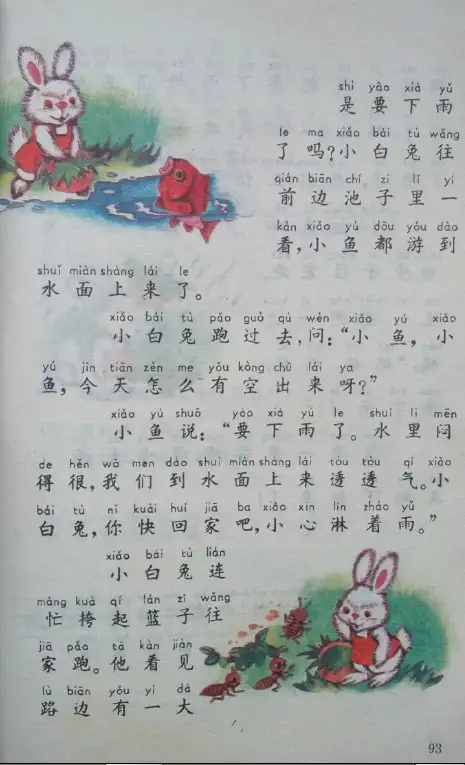 shì yào xià yǔ
是要下雨
le ma xiǎo bái tù wǎng
了吗?小白兔往
qián biān chí zi lǐ yí
前边池子里一
kàn xiǎo yú dōu yóu dào
看,小鱼都游到
shuǐ miàn shàng lái le
水面上来了。
xiǎo bái tù pǎo guò qù wèn xiǎo yú xiǎo
小白兔跑过去,问:“小鱼,小
yú jīn tiān zěn me yǒu kòng chū lái ya
鱼,今天怎么有空出来呀?”
xiǎo yú shuō yào xià yǔ le shuǐ lǐ mēn
小鱼说:“要下雨了。水里闷
de hěn wǒ men dào shuǐ miàn shàng lái tòu tòu qì xiǎo
得很,我们到水面上来透透气。小
bái tù nǐ kuài huí jiā ba xiǎo xīn lín zháo yǔ
白兔,你快回家吧,小心淋着雨。”
xiǎo bái tù lián
小白兔连
máng kuà qǐ lán zi wǎng
忙挎起篮子往
jiā pǎo tā kàn jiàn
家跑。他看见
lù biān yǒu yí dà
路边有一大
93